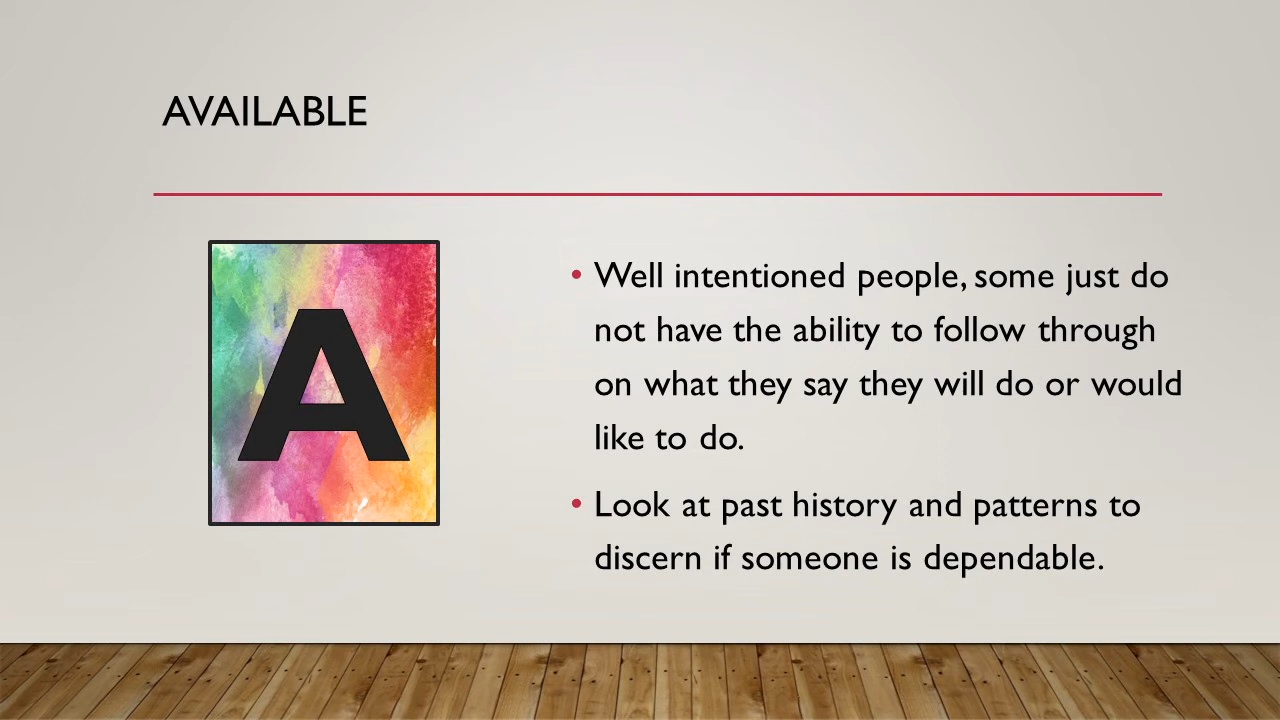 AVAILABLE
A
• Well intentioned people, some just do
not have the ability to follow through
on what they say they will do or would
like to do.
• Look at past history and patterns to
discern if someone is dependable.